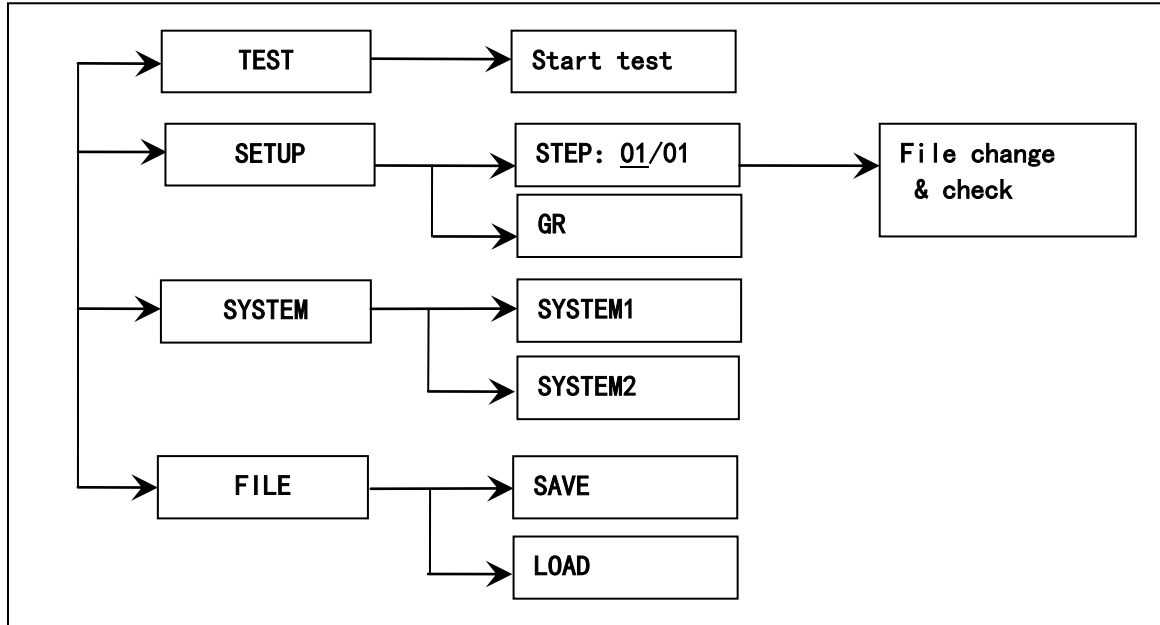 TEST
Start test
SETUP
STEP: 01/01
File change
& check
GR
SYSTEM
SYSTEM1
SYSTEM2
FILE
SAVE
LOAD